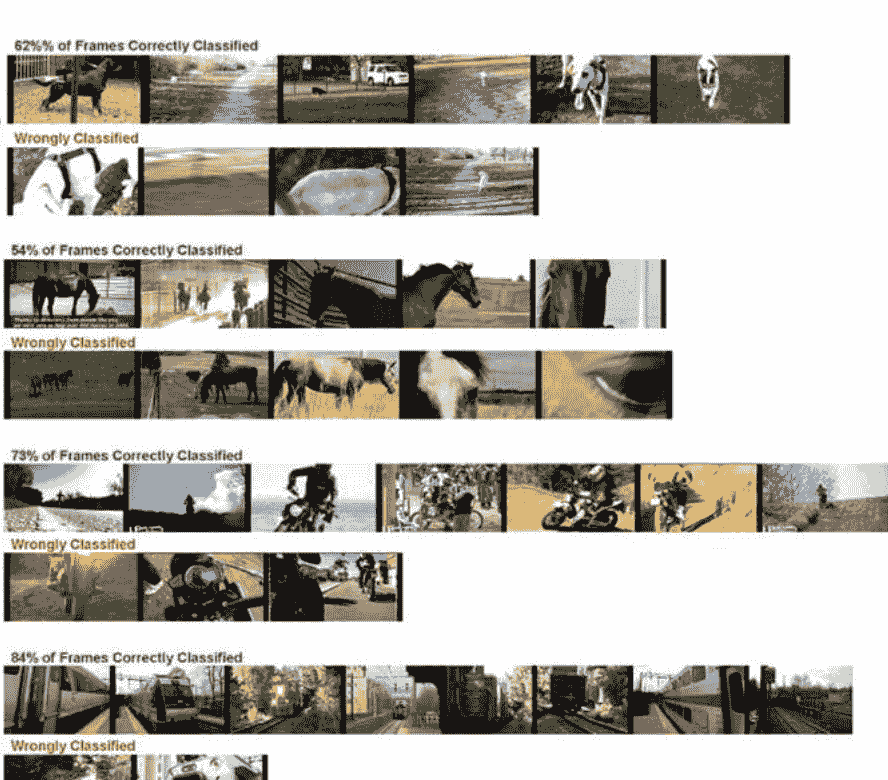 62%% of Frames Correctly Classified
Wrongly Classified
54% of Frames Correctly Classified
Wrongly Classified
73% of Frames Correctly Classified
Wrongly Classified
84% of Frames Correctly Classified
Wrongly Classified